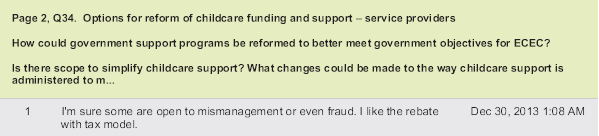 Page 2, Q34. Options for reform of childcare funding and support – service providers
How could government support programs be reformed to better meet government objectives for ECEC?
Is there scope to simplify childcare support? What changes could be made to the way childcare support is
administered to m...
1 I'm sure some are open to mismanagement or even fraud. I like the rebate Dec 30, 2013 1:08 AM
with tax model.